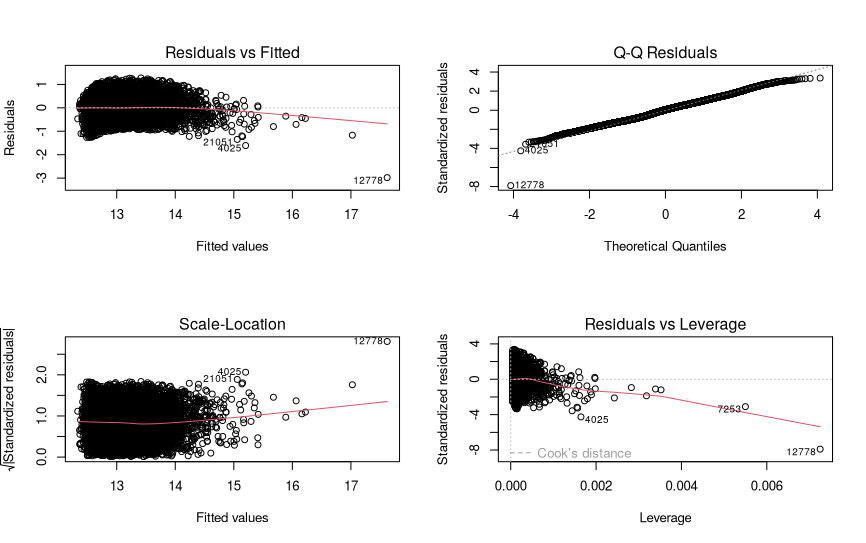 Residuals vs Fitted
Residuals
1
0
-1
-2
-3
21051
4025
12778
13 14 15 16 17
Fitted values
Q-Q Residuals
Standardized residuals
4
2
0
-4
-8
4025
12778
-4 -2 0 2 4
Theoretical Quantiles
Scale-Location
√|Standardized residuals|
2.0
1.0
0.0
12778
4025
21051
13 14 15 16 17
Fitted values
Residuals vs Leverage
Standardized residuals
4
0
-4
-8
7253
4025
12778
Cook's distance
0.000 0.002 0.004 0.006
Leverage